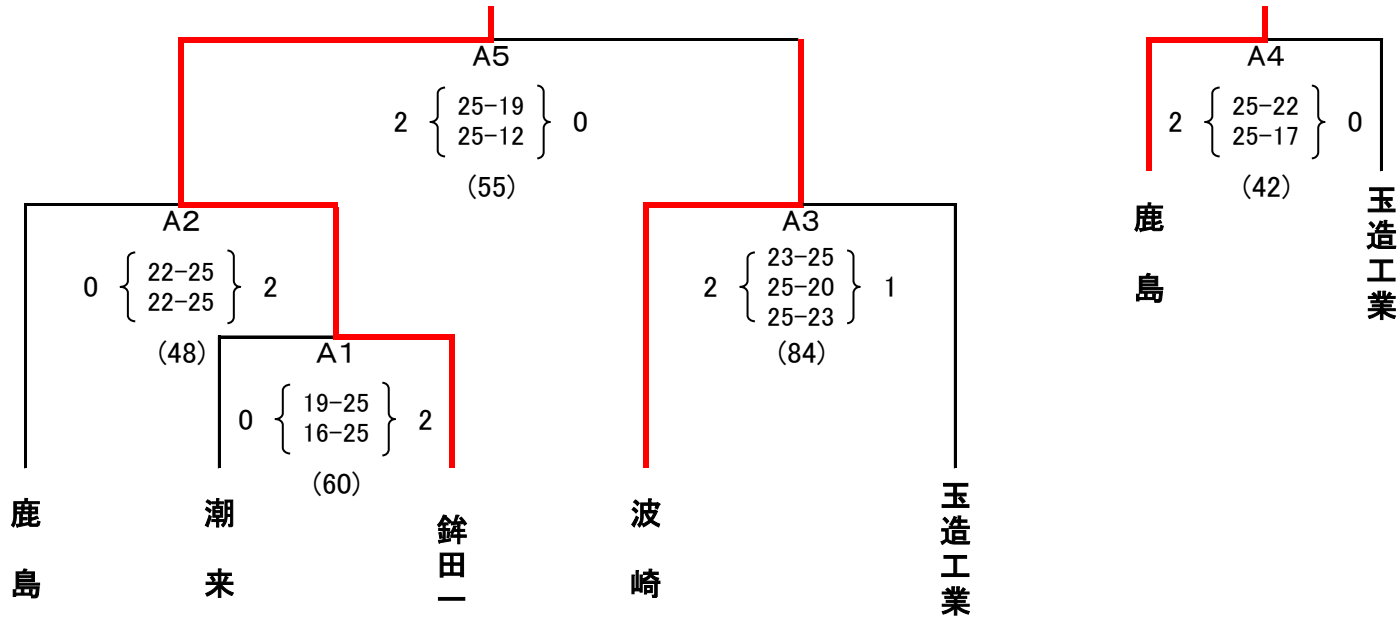 A5
2 { 25-19 } 0
25-12
(55)
A4
2 { 25-22 } 0
25-17
(42)
鹿島
玉造工業
A2
0 { 22-25 } 2
22-25
(48)
A3
2 { 23-25 } 1
25-20
25-23
(84)
A1
0 { 19-25 } 2
16-25
(60)
鹿島
潮来
鉾田一
波崎
玉造工業